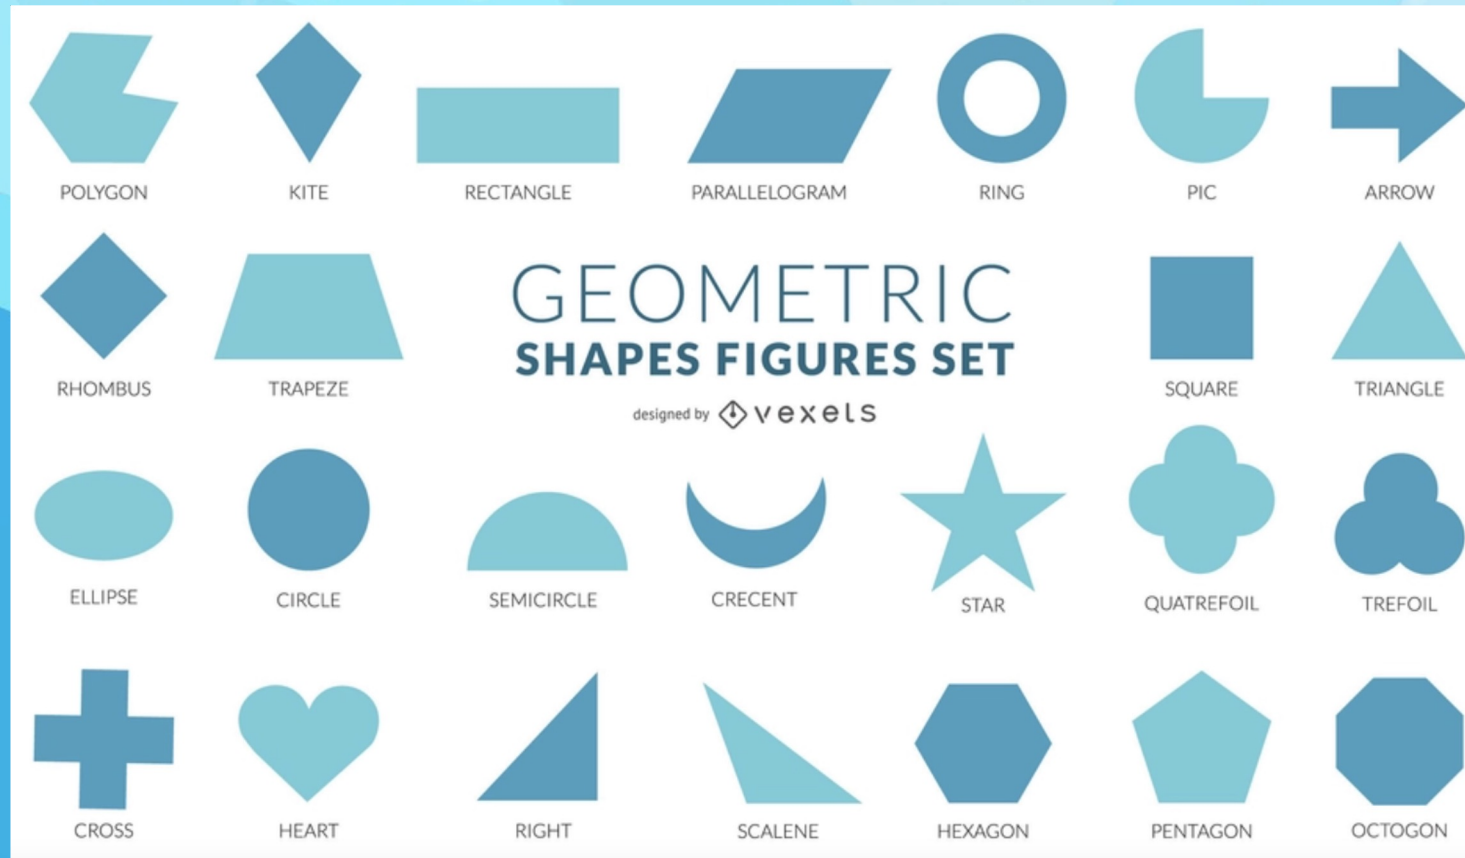 POLYGON
KITE
RECTANGLE
PARALLELOGRAM
RING
PIC
ARROW
GEOMETRIC
SHAPES FIGURES SET
designed by vexels
RHOMBUS
TRAPEZE
SQUARE
TRIANGLE
ELLIPSE
CIRCLE
SEMICIRCLE
CRECENT
STAR
QUATREFOIL
TREFOIL
CROSS
HEART
RIGHT
SCALENE
HEXAGON
PENTAGON
OCTOGON